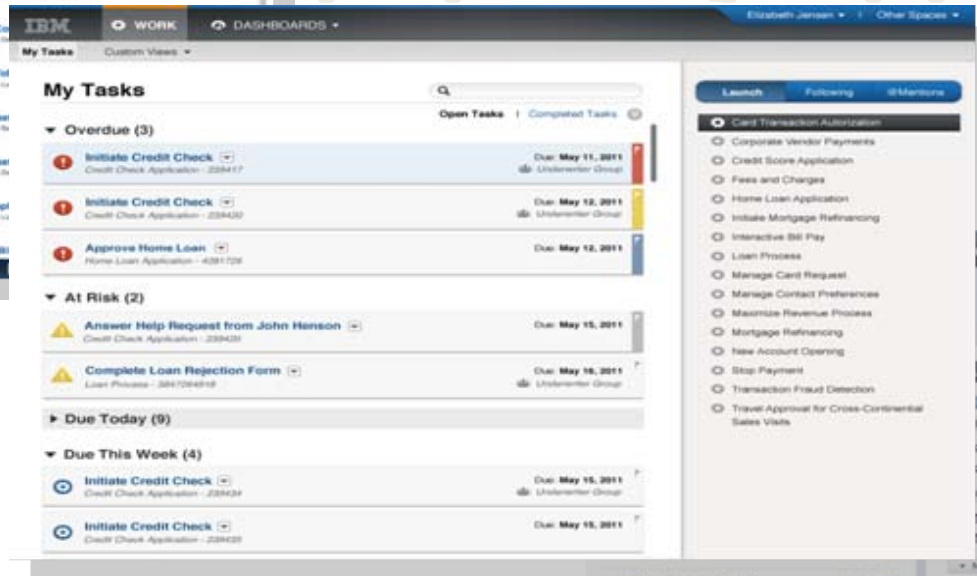 IBM
WORK
DASHBOARDS
Elizabeth Jensen
Other Spaces
My Tasks
Custom Views
My Tasks
Open Tasks | Completed Tasks
Overdue (3)
Initiate Credit Check
Due: May 11, 2011
Credit Check Application - 239417
Underwriter Group
Initiate Credit Check
Due: May 12, 2011
Credit Check Application - 239420
Underwriter Group
Approve Home Loan
Due: May 12, 2011
Home Loan Application -
At Risk (2)
Answer Help Request from John Henson
Due: May 15, 2011
Credit Check Application -
Complete Loan Rejection Form
Due: May 16, 2011
Loan Process -
Underwriter Group
Due Today (9)
Due This Week (4)
Initiate Credit Check
Due: May 15, 2011
Credit Check Application -
Underwriter Group
Initiate Credit Check
Due: May 15, 2011
Credit Check Application -
Launch
Following
@Mentions
Card Transaction Autorization
Corporate Vendor Payments
Credit Score Application
Fees and Charges
Home Loan Application
Initiate Mortgage Refinancing
Interactive Bill Pay
Loan Process
Manage Card Request
Manage Contact Preferences
Maximize Revenue Process
Mortgage Refinancing
New Account Opening
Stop Payment
Transaction Fraud Detection
Travel Approval for Cross-Continential
Sales Visits